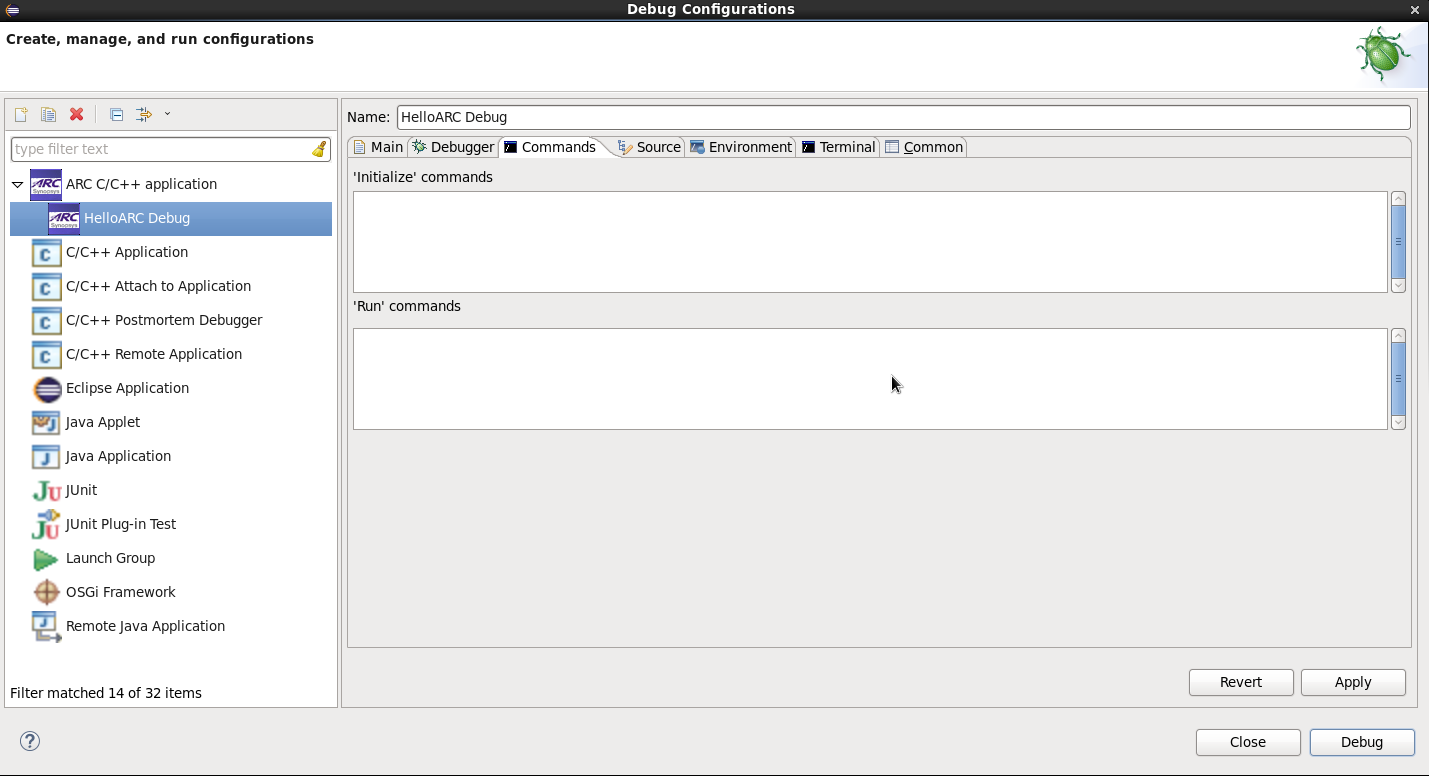 Debug Configurations
Create, manage, and run configurations
type filter text
ARC C/C++ application
HelloARC Debug
C/C++ Application
C/C++ Attach to Application
C/C++ Postmortem Debugger
C/C++ Remote Application
Eclipse Application
Java Applet
Java Application
JUnit
JUnit Plug-in Test
Launch Group
OSGi Framework
Remote Java Application
Filter matched 14 of 32 items
Name: HelloARC Debug
Main Debugger Commands Source Environment Terminal Common
'Initialize' commands
'Run' commands
Revert Apply
Close Debug